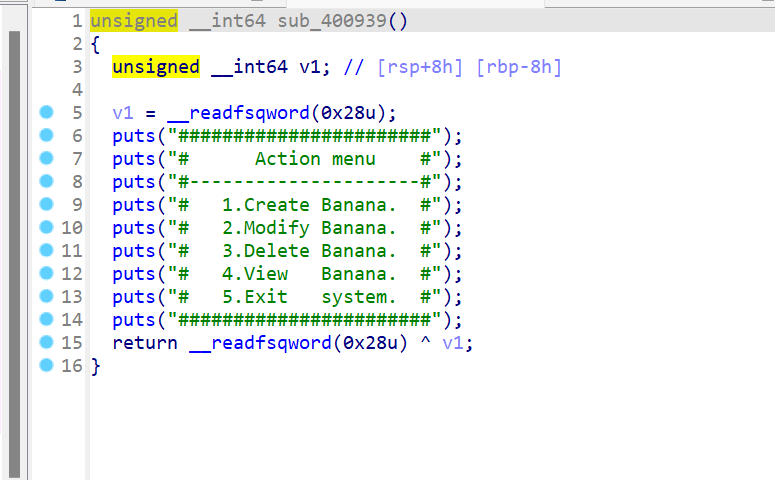 1 unsigned __int64 sub_400939()
2 {
3   unsigned __int64 v1; // [rsp+8h] [rbp-8h]
4
5   v1 = __readfsqword(0x28u);
6   puts("#######################");
7   puts("#      Action menu    #");
8   puts("#---------------------#");
9   puts("#   1.Create Banana.  #");
10   puts("#   2.Modify Banana.  #");
11   puts("#   3.Delete Banana.  #");
12   puts("#   4.View   Banana.  #");
13   puts("#   5.Exit   system.  #");
14   puts("#######################");
15   return __readfsqword(0x28u) ^ v1;
16 }